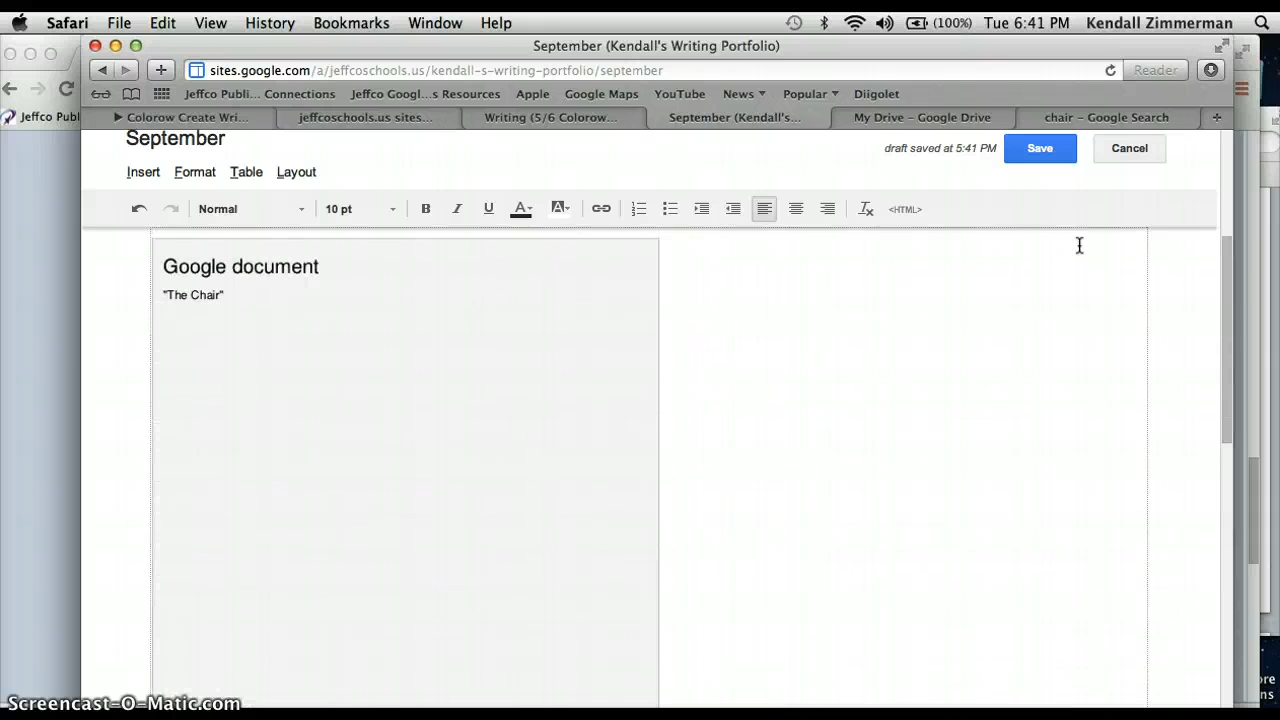 Safari File Edit View History Bookmarks Window Help (100%) Tue 6:41 PM Kendall Zimmerman
September (Kendall's Writing Portfolio)
sites.google.com/a/jeffcoschools.us/kendall-s-writing-portfolio/september Reader
Jeffco Publi... Connections Jeffco Googl...s Resources Apple Google Maps YouTube News Popular Diigolet
Jeffco Publ
Colorow Create Wri... jeffcoschools.us sites... Writing (5/6 Colorow... September (Kendall's... My Drive – Google Drive chair – Google Search
September
draft saved at 5:41 PM Save Cancel
Insert Format Table Layout
Normal 10 pt B I U A A <HTML>
Google document
"The Chair"
ore
ns
Screencast-O-Matic.com